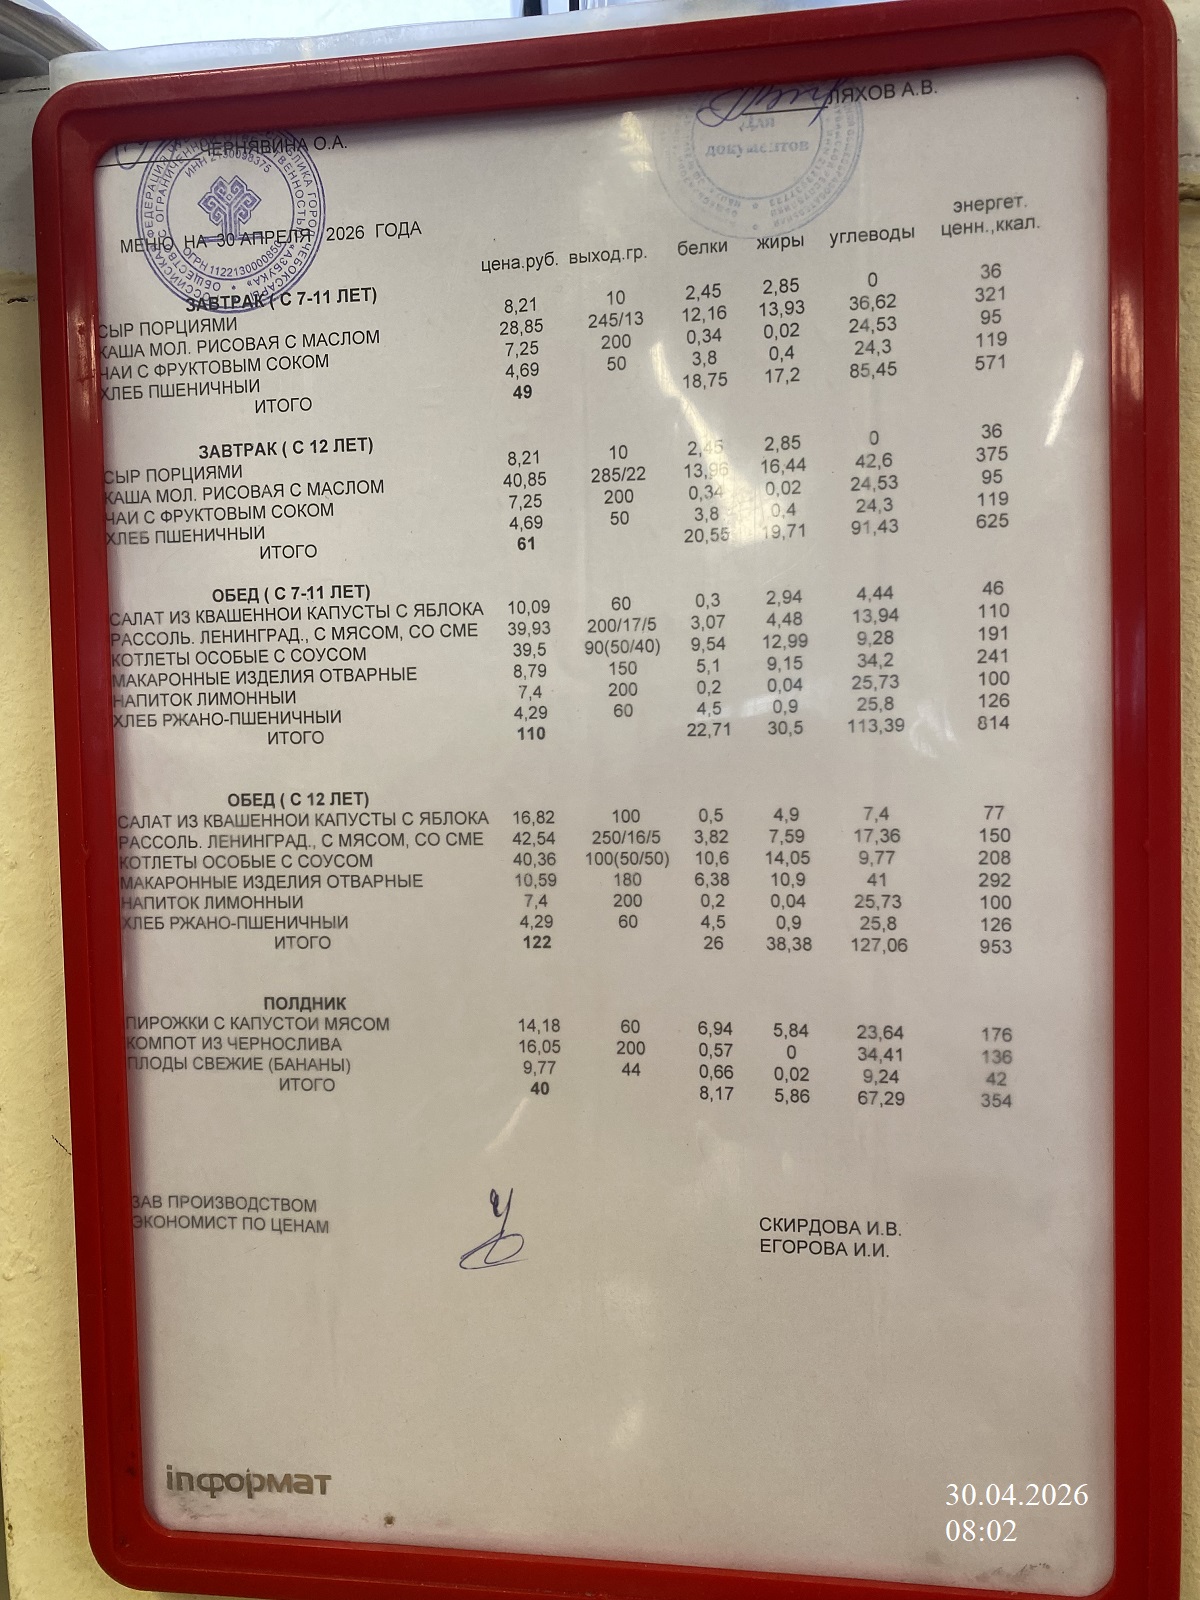 ЧЕРНЯВИНА О.А. ЛЯХОВ А.В.
ИНН 2130098375
ОГРН 1122130000850
«АЗБУКА»
Для
документов
МЕНЮ НА 30 АПРЕЛЯ 2026 ГОДА
цена.руб. выход.гр. белки жиры углеводы энергет. ценн.,ккал.
ЗАВТРАК ( С 7-11 ЛЕТ)
СЫР ПОРЦИЯМИ 8,21 10 2,45 2,85 0 36
КАША МОЛ. РИСОВАЯ С МАСЛОМ 28,85 245/13 12,16 13,93 36,62 321
ЧАЙ С ФРУКТОВЫМ СОКОМ 7,25 200 0,34 0,02 24,53 95
ХЛЕБ ПШЕНИЧНЫЙ 4,69 50 3,8 0,4 24,3 119
ИТОГО 49 18,75 17,2 85,45 571
ЗАВТРАК ( С 12 ЛЕТ)
СЫР ПОРЦИЯМИ 8,21 10 2,45 2,85 0 36
КАША МОЛ. РИСОВАЯ С МАСЛОМ 40,85 285/22 13,96 16,44 42,6 375
ЧАЙ С ФРУКТОВЫМ СОКОМ 7,25 200 0,34 0,02 24,53 95
ХЛЕБ ПШЕНИЧНЫЙ 4,69 50 3,8 0,4 24,3 119
ИТОГО 61 20,55 19,71 91,43 625
ОБЕД ( С 7-11 ЛЕТ)
САЛАТ ИЗ КВАШЕННОЙ КАПУСТЫ С ЯБЛОКА 10,09 60 0,3 2,94 4,44 46
РАССОЛЬ. ЛЕНИНГРАД., С МЯСОМ, СО СМЕ 39,93 200/17/5 3,07 4,48 13,94 110
КОТЛЕТЫ ОСОБЫЕ С СОУСОМ 39,5 90(50/40) 9,54 12,99 9,28 191
МАКАРОННЫЕ ИЗДЕЛИЯ ОТВАРНЫЕ 8,79 150 5,1 9,15 34,2 241
НАПИТОК ЛИМОННЫЙ 7,4 200 0,2 0,04 25,73 100
ХЛЕБ РЖАНО-ПШЕНИЧНЫЙ 4,29 60 4,5 0,9 25,8 126
ИТОГО 110 22,71 30,5 113,39 814
ОБЕД ( С 12 ЛЕТ)
САЛАТ ИЗ КВАШЕННОЙ КАПУСТЫ С ЯБЛОКА 16,82 100 0,5 4,9 7,4 77
РАССОЛЬ. ЛЕНИНГРАД., С МЯСОМ, СО СМЕ 42,54 250/16/5 3,82 7,59 17,36 150
КОТЛЕТЫ ОСОБЫЕ С СОУСОМ 40,36 100(50/50) 10,6 14,05 9,77 208
МАКАРОННЫЕ ИЗДЕЛИЯ ОТВАРНЫЕ 10,59 180 6,38 10,9 41 292
НАПИТОК ЛИМОННЫЙ 7,4 200 0,2 0,04 25,73 100
ХЛЕБ РЖАНО-ПШЕНИЧНЫЙ 4,29 60 4,5 0,9 25,8 126
ИТОГО 122 26 38,38 127,06 953
ПОЛДНИК
ПИРОЖКИ С КАПУСТОЙ МЯСОМ 14,18 60 6,94 5,84 23,64 176
КОМПОТ ИЗ ЧЕРНОСЛИВА 16,05 200 0,57 0 34,41 136
ПЛОДЫ СВЕЖИЕ (БАНАНЫ) 9,77 44 0,66 0,02 9,24 42
ИТОГО 40 8,17 5,86 67,29 354
ЗАВ ПРОИЗВОДСТВОМ СКИРДОВА И.В.
ЭКОНОМИСТ ПО ЦЕНАМ ЕГОРОВА И.И.
inформат
30.04.2026
08:02